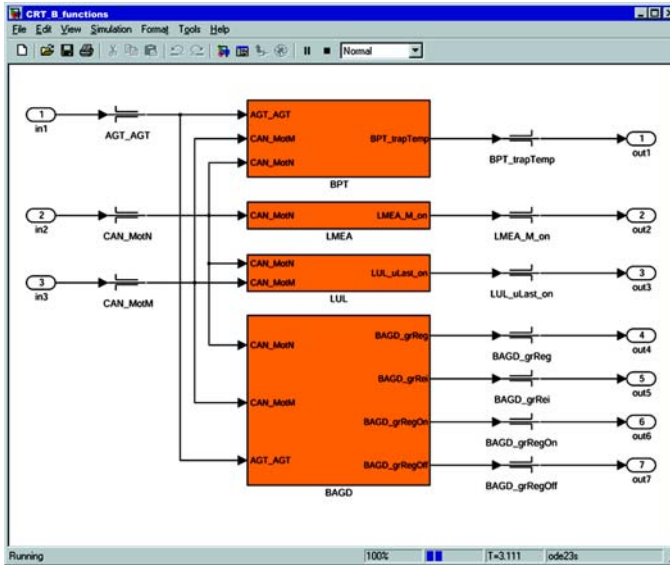 CRT_B_functions
File Edit View Simulation Format Tools Help
Normal
1
in1
AGT_AGT
AGT_AGT
CAN_MotM
CAN_MotN
BPT_trapTemp
BPT
BPT_trapTemp
1
out1
2
in2
CAN_MotN
CAN_MotN
LMEA_M_on
LMEA
LMEA_M_on
2
out2
3
in3
CAN_MotM
CAN_MotN
CAN_MotM
LUL_uLast_on
LUL
LUL_uLast_on
3
out3
CAN_MotN
CAN_MotM
AGT_AGT
BAGD_grReg
BAGD_grRei
BAGD_grRegOn
BAGD_grRegOff
BAGD
BAGD_grReg
4
out4
BAGD_grRei
5
out5
BAGD_grRegOn
6
out6
BAGD_grRegOff
7
out7
Running 100% T=3.111 ode23s